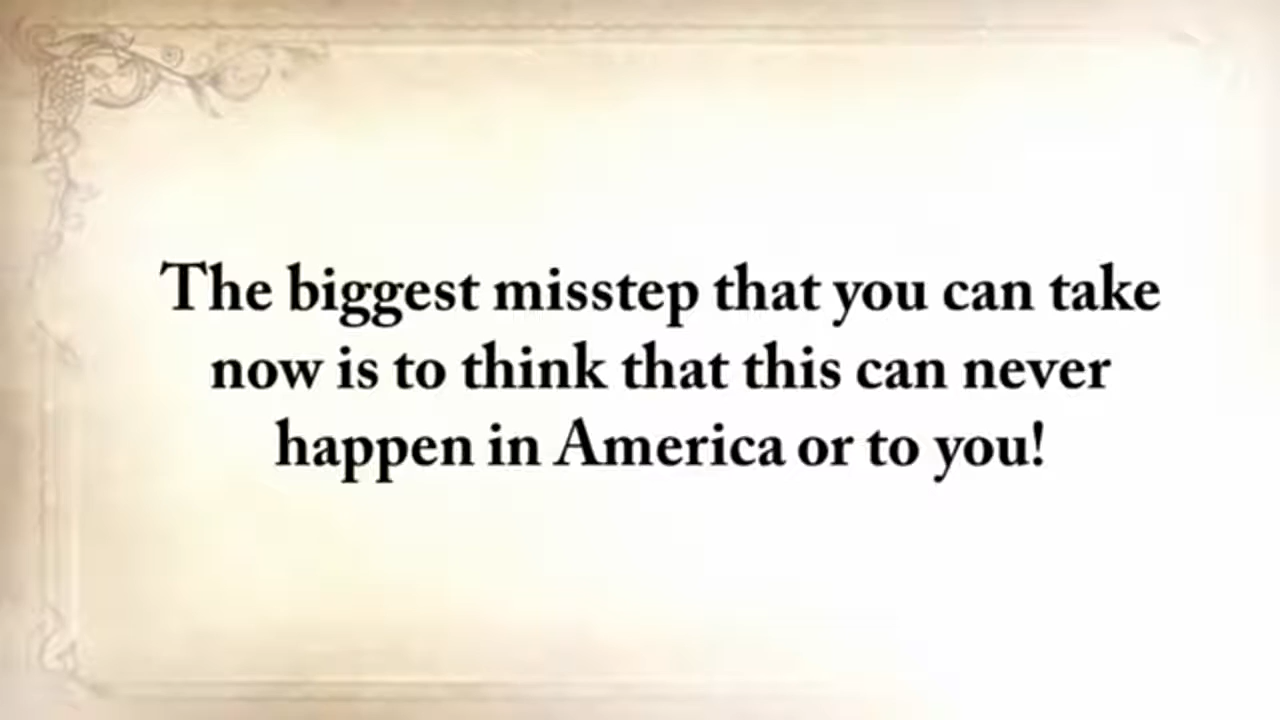 The biggest misstep that you can take
now is to think that this can never
happen in America or to you!